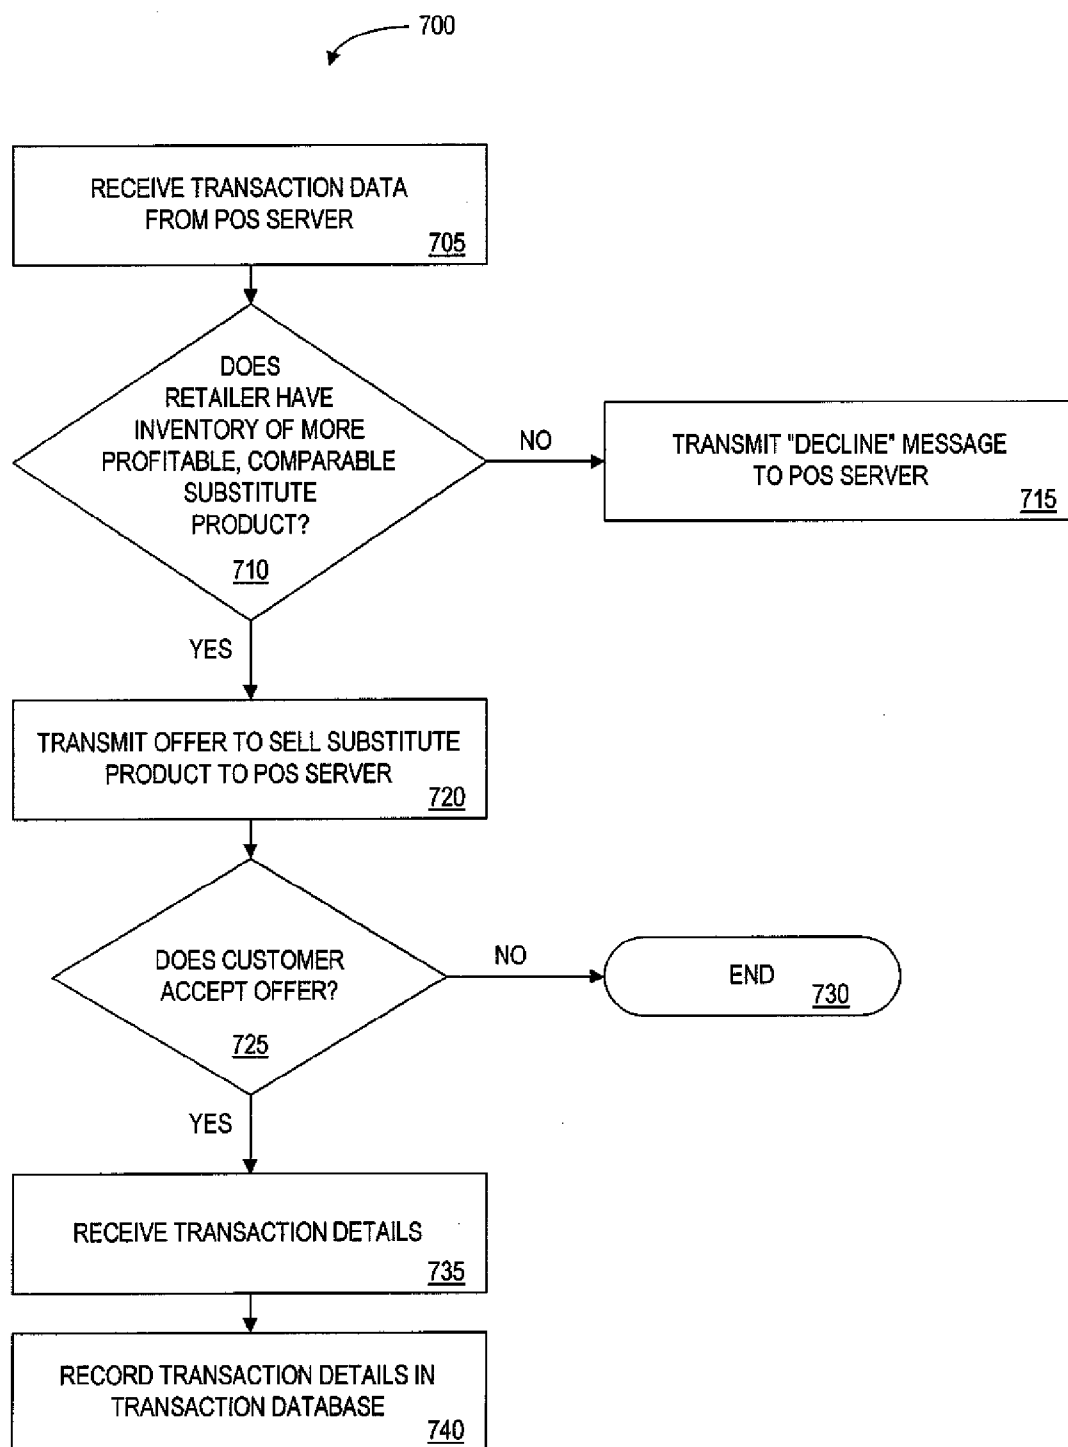 700
RECEIVE TRANSACTION DATA
FROM POS SERVER
705
DOES
RETAILER HAVE
INVENTORY OF MORE
PROFITABLE, COMPARABLE
SUBSTITUTE
PRODUCT?
710
NO
TRANSMIT "DECLINE" MESSAGE
TO POS SERVER
715
YES
TRANSMIT OFFER TO SELL SUBSTITUTE
PRODUCT TO POS SERVER
720
DOES CUSTOMER
ACCEPT OFFER?
725
NO
END
730
YES
RECEIVE TRANSACTION DETAILS
735
RECORD TRANSACTION DETAILS IN
TRANSACTION DATABASE
740